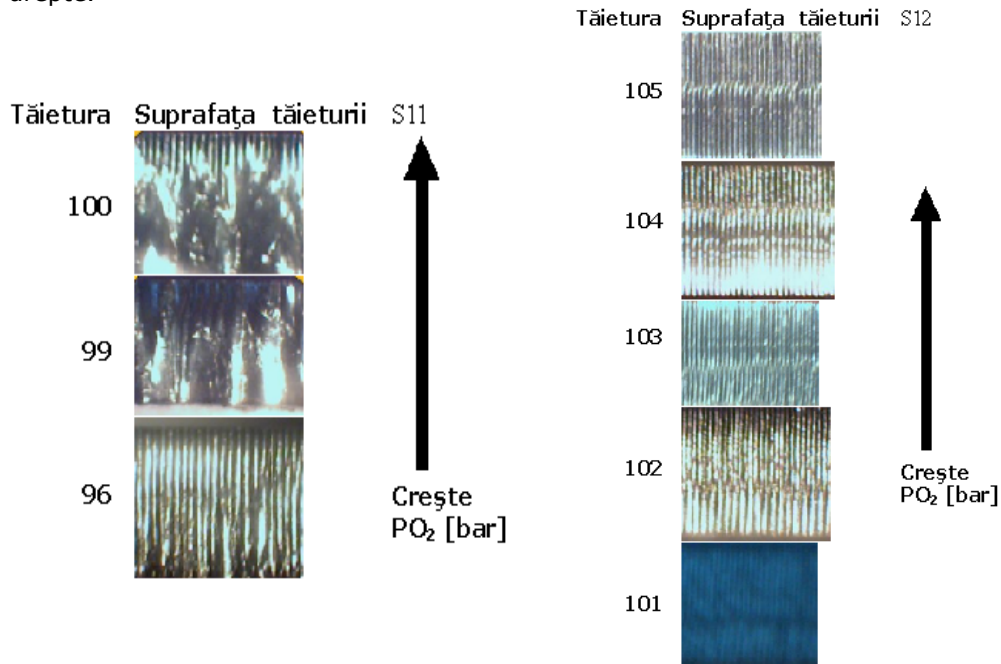 drepte.
Tăietura Suprafaţa tăieturii S11
100
99
96
Creşte
PO₂ [bar]
Tăietura Suprafaţa tăieturii S12
105
104
103
102
101
Creşte
PO₂ [bar]